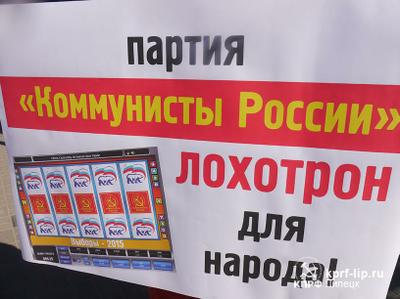 партия
«Коммунисты России»
лохотрон
для
народа!
Выборы - 2015
kprf-lip.ru
КПРФ Липецк